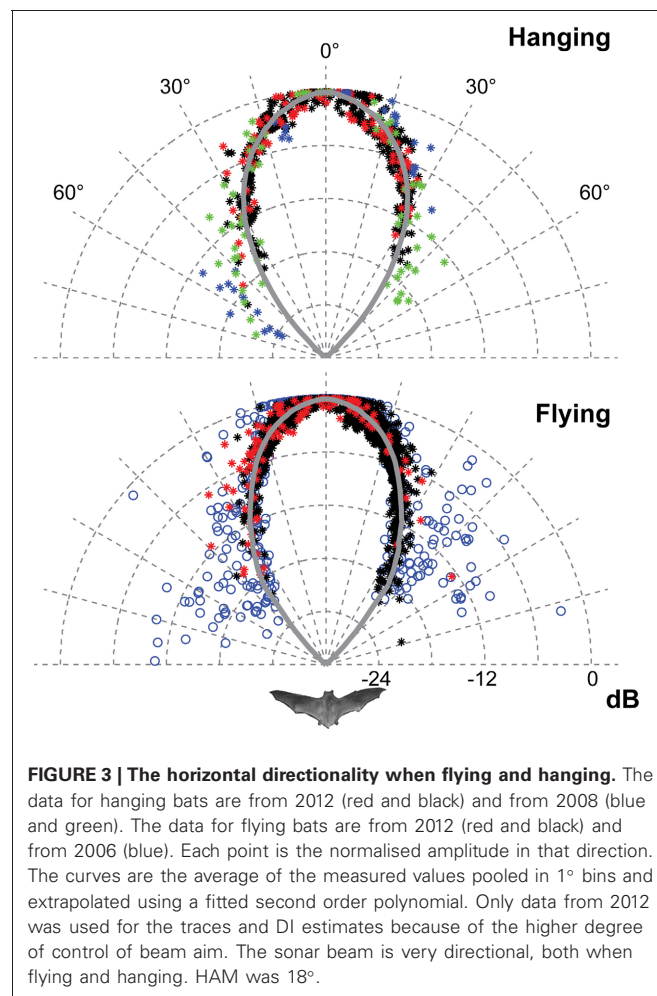 Hanging
0°
30°
30°
60°
60°
Flying
-24
-12
0
dB
FIGURE 3 | The horizontal directionality when flying and hanging. The
data for hanging bats are from 2012 (red and black) and from 2008 (blue
and green). The data for flying bats are from 2012 (red and black) and
from 2006 (blue). Each point is the normalised amplitude in that direction.
The curves are the average of the measured values pooled in 1° bins and
extrapolated using a fitted second order polynomial. Only data from 2012
was used for the traces and DI estimates because of the higher degree
of control of beam aim. The sonar beam is very directional, both when
flying and hanging. HAM was 18°.